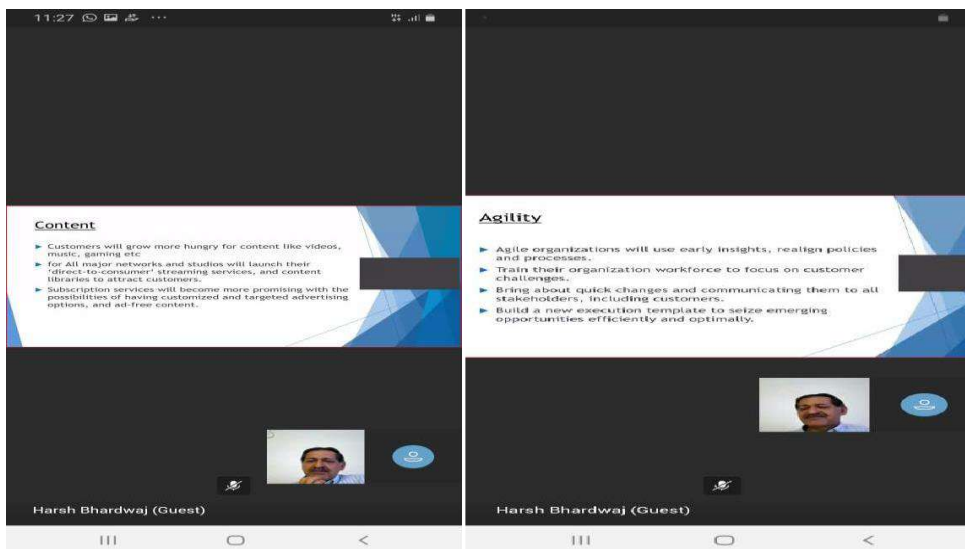 11:27
Content
► Customers will grow more hungry for content like videos,
music, gaming etc
► for All major networks and studios will launch their
'direct-to-consumer' streaming services, and content
libraries to attract customers.
► Subscription services will become more promising with the
possibilities of having customized and targeted advertising
options, and ad-free content.
Harsh Bhardwaj (Guest)
Agility
► Agile organizations will use early insights, realign policies
and processes.
► Train their organization workforce to focus on customer
challenges.
► Bring about quick changes and communicating them to all
stakeholders, including customers.
► Build a new execution template to seize emerging
opportunities efficiently and optimally.
Harsh Bhardwaj (Guest)